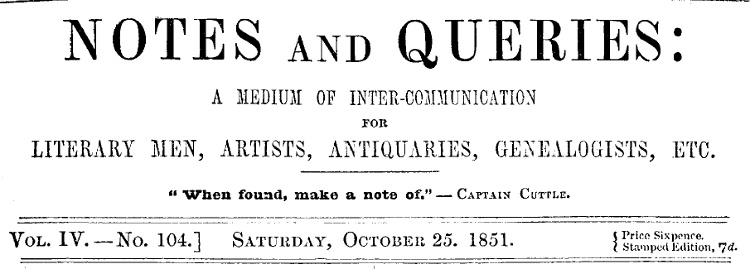 NOTES AND QUERIES:
A MEDIUM OF INTER-COMMUNICATION
FOR
LITERARY MEN, ARTISTS, ANTIQUARIES, GENEALOGISTS, ETC.
"When found, make a note of."—CAPTAIN CUTTLE.
VOL. IV.—No. 104.] SATURDAY, OCTOBER 25. 1851. { Price Sixpence.
{ Stamped Edition, 7d.